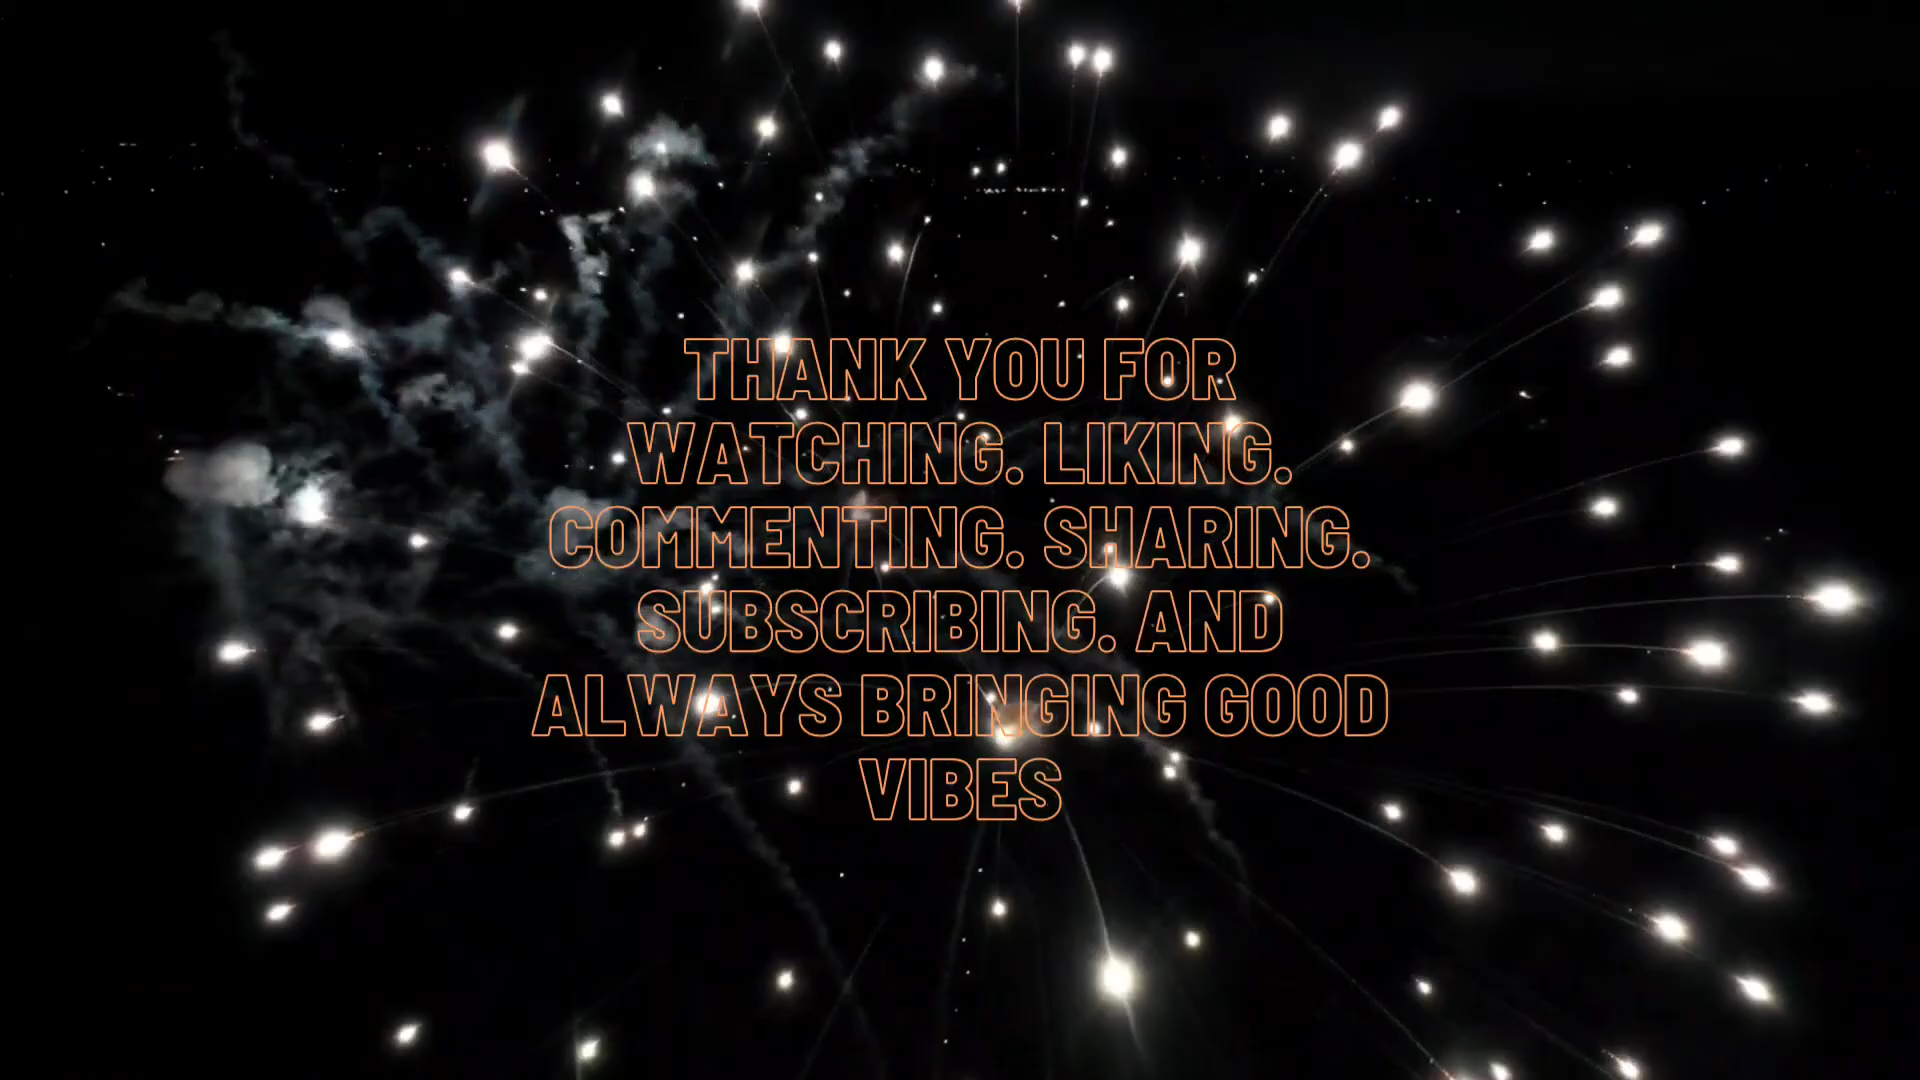 THANK YOU FOR
WATCHING. LIKING.
COMMENTING. SHARING.
SUBSCRIBING. AND
ALWAYS BRINGING GOOD
VIBES